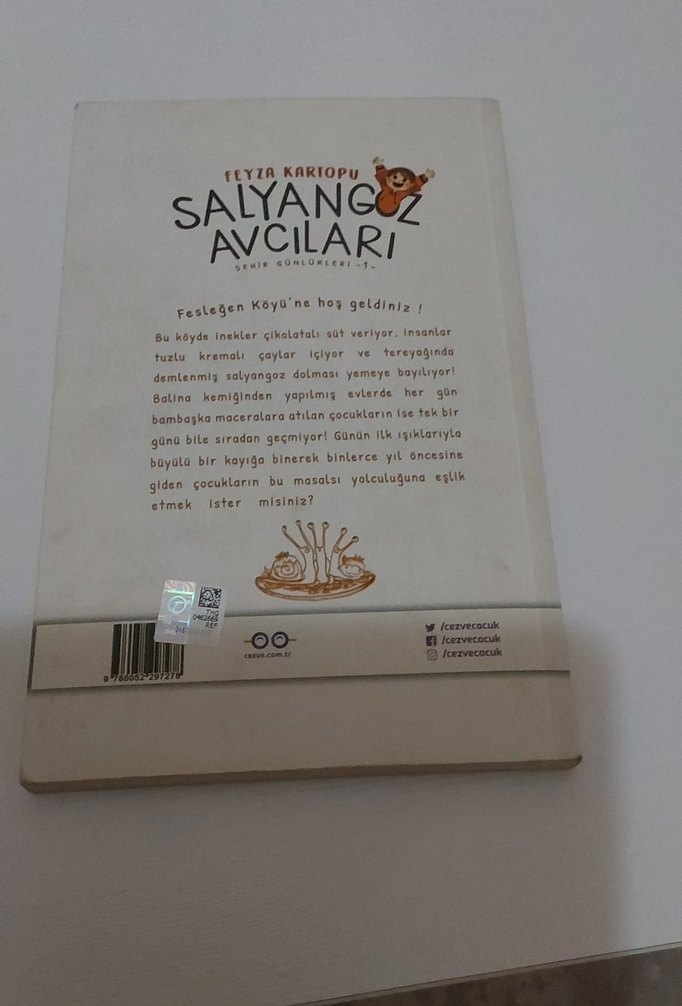 FEYZA KARTOPU
SALYANGOZ
AVCILARI
ŞEHİR GÜNLÜKLERİ -1-
Fesleğen Köyü'ne hoş geldiniz !
Bu köyde inekler çikolatalı süt veriyor, insanlar
tuzlu kremalı çaylar içiyor ve tereyağında
demlenmiş salyangoz dolması yemeye bayılıyor!
Balina kemiğinden yapılmış evlerde her gün
bambaşka maceralara atılan çocukların ise tek bir
günü bile sıradan geçmiyor! Günün ilk ışıklarıyla
büyülü bir kayığa binerek binlerce yıl öncesine
giden çocukların bu masalsı yolculuğuna eşlik
etmek ister misiniz?
9 786052 297276
cezve.com.tr
/cezvecocuk
/cezvecocuk
/cezvecocuk